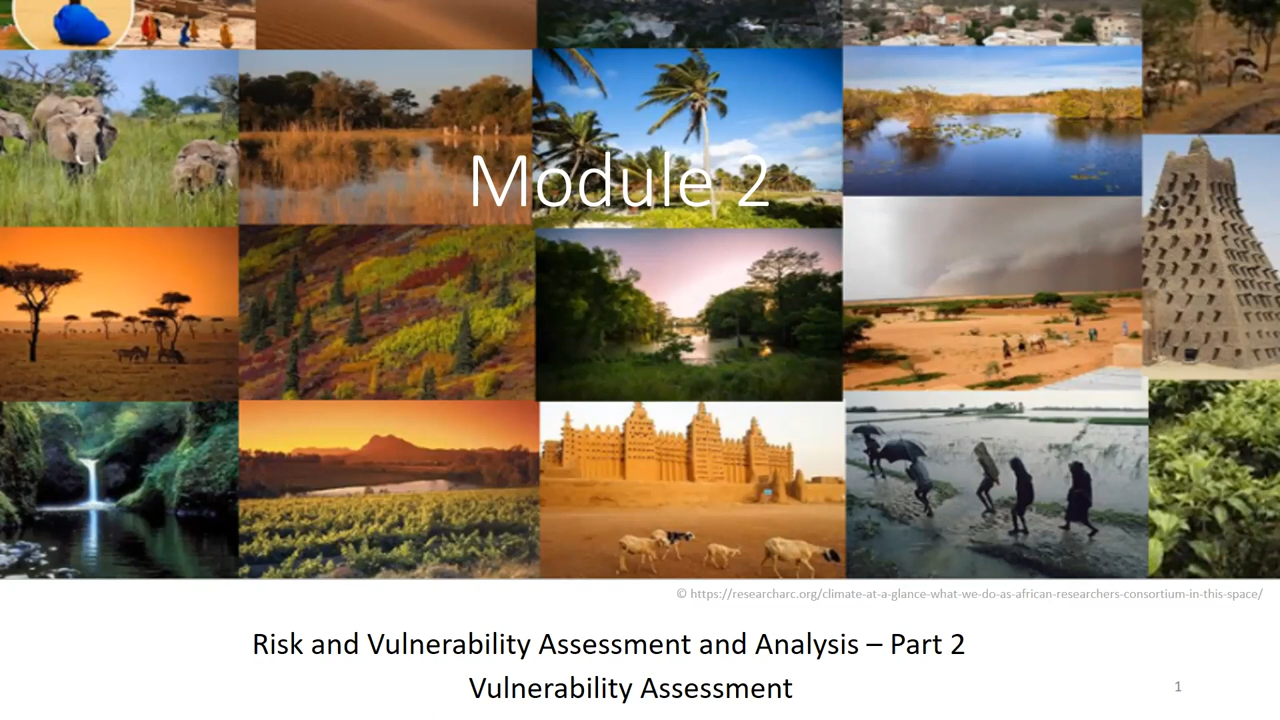 Module 2
© https://researcharc.org/climate-at-a-glance-what-we-do-as-african-researchers-consortium-in-this-space/
Risk and Vulnerability Assessment and Analysis – Part 2
Vulnerability Assessment
1